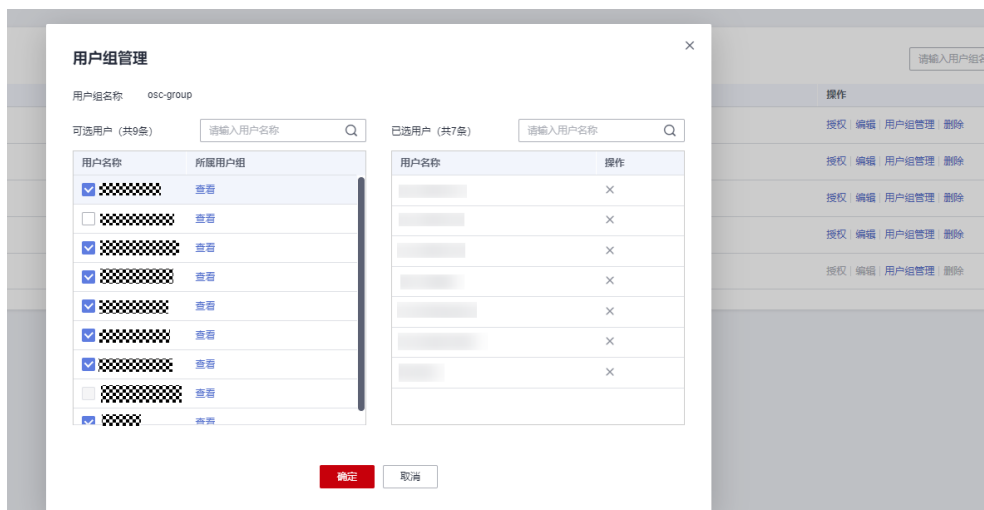 用户组管理
请输入用户组名
用户组名称 osc-group
操作
可选用户（共9条） 请输入用户名称 已选用户（共7条） 请输入用户名称
授权 编辑 用户组管理 删除
用户名称 所属用户组 用户名称 操作
授权 编辑 用户组管理 删除
查看
授权 编辑 用户组管理 删除
查看
授权 编辑 用户组管理 删除
查看
授权 编辑 用户组管理 删除
查看
查看
查看
查看
查看
查看
确定 取消